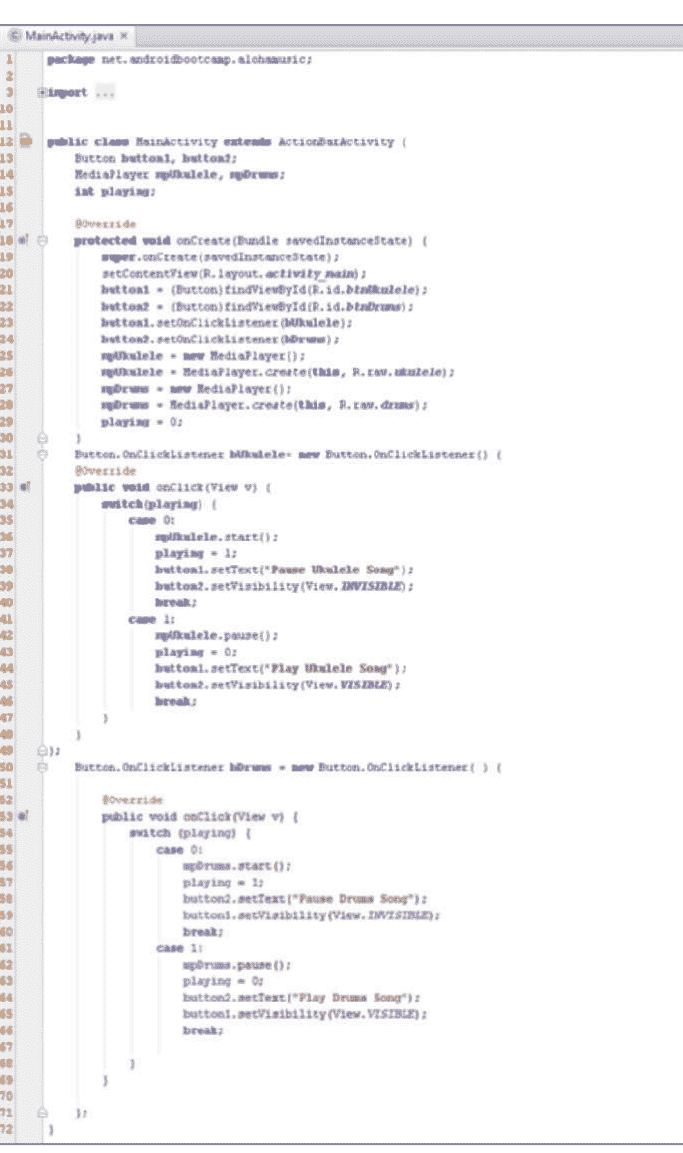 MainActivity.java ×
1 package net.androidbootcamp.alohamusic;
2
3 import ...
10
11
12 public class MainActivity extends ActionBarActivity {
13 Button button1, button2;
14 MediaPlayer mpUkulele, mpDrums;
15 int playing;
16
17 @Override
18 protected void onCreate(Bundle savedInstanceState) {
19 super.onCreate(savedInstanceState);
20 setContentView(R.layout.activity_main);
21 button1 = (Button)findViewById(R.id.btnUkulele);
22 button2 = (Button)findViewById(R.id.btnDrums);
23 button1.setOnClickListener(bUkulele);
24 button2.setOnClickListener(bDrums);
25 mpUkulele = new MediaPlayer();
26 mpUkulele = MediaPlayer.create(this, R.raw.ukulele);
27 mpDrums = new MediaPlayer();
28 mpDrums = MediaPlayer.create(this, R.raw.drums);
29 playing = 0;
30 }
31 Button.OnClickListener bUkulele= new Button.OnClickListener() {
32 @Override
33 public void onClick(View v) {
34 switch(playing) {
35 case 0:
36 mpUkulele.start();
37 playing = 1;
38 button1.setText("Pause Ukulele Song");
39 button2.setVisibility(View.INVISIBLE);
40 break;
41 case 1:
42 mpUkulele.pause();
43 playing = 0;
44 button1.setText("Play Ukulele Song");
45 button2.setVisibility(View.VISIBLE);
46 break;
47 }
48 }
49 };
50 Button.OnClickListener bDrums = new Button.OnClickListener( ) {
51
52 @Override
53 public void onClick(View v) {
54 switch (playing) {
55 case 0:
56 mpDrums.start();
57 playing = 1;
58 button2.setText("Pause Drums Song");
59 button1.setVisibility(View.INVISIBLE);
60 break;
61 case 1:
62 mpDrums.pause();
63 playing = 0;
64 button2.setText("Play Drums Song");
65 button1.setVisibility(View.VISIBLE);
66 break;
67
68 }
69 }
70
71 };
72 }